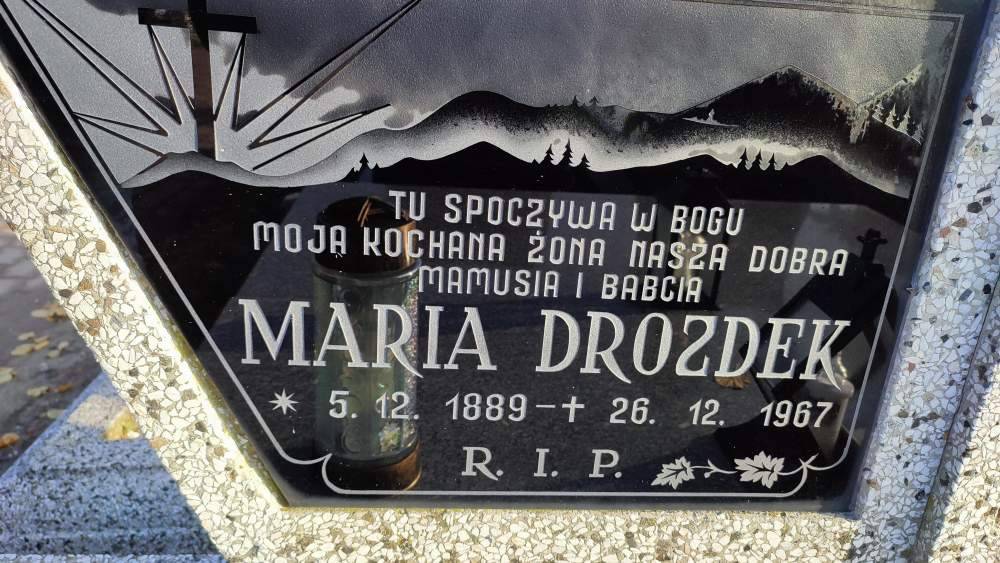 TU SPOCZYWA W BOGU
MOJA KOCHANA ŻONA NASZA DOBRA
MAMUSIA I BABCIA
MARIA DROZDEK
* 5. 12. 1889 – † 26. 12. 1967
R. I. P.